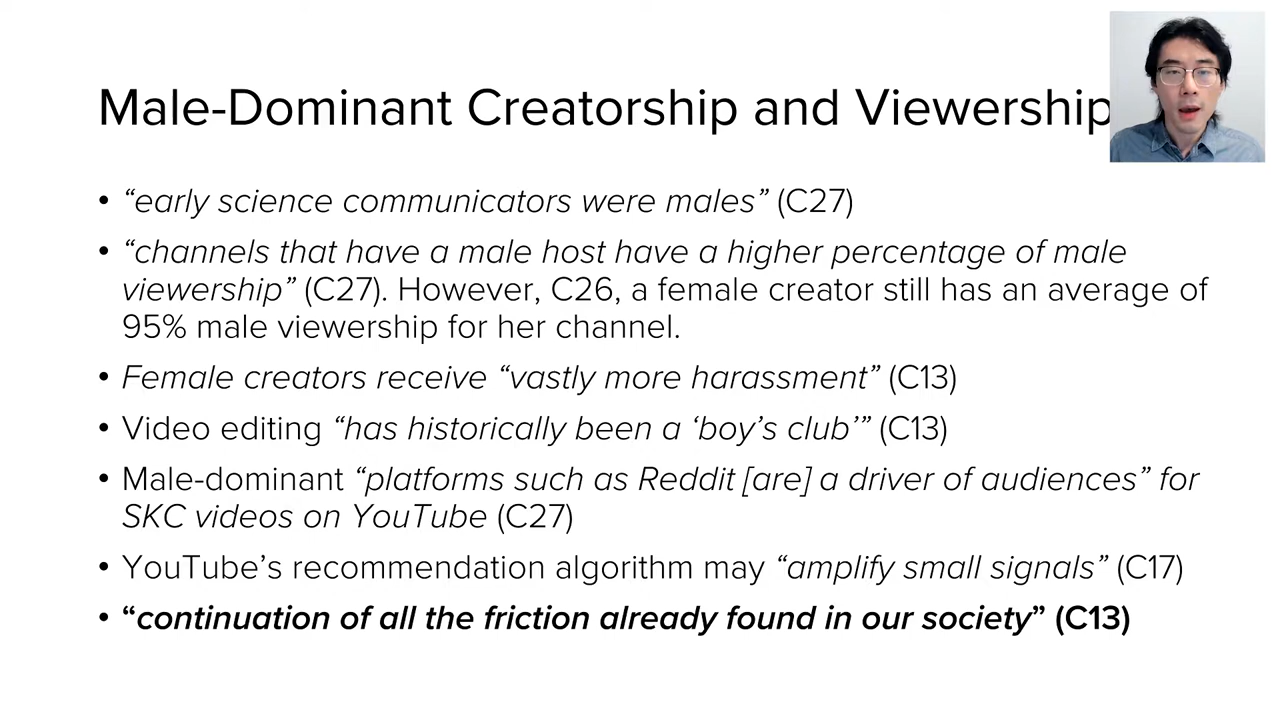 Male-Dominant Creatorship and Viewership
• “early science communicators were males” (C27)
• “channels that have a male host have a higher percentage of male
viewership” (C27). However, C26, a female creator still has an average of
95% male viewership for her channel.
• Female creators receive “vastly more harassment” (C13)
• Video editing “has historically been a ‘boy’s club’” (C13)
• Male-dominant “platforms such as Reddit [are] a driver of audiences” for
SKC videos on YouTube (C27)
• YouTube’s recommendation algorithm may “amplify small signals” (C17)
• “continuation of all the friction already found in our society” (C13)